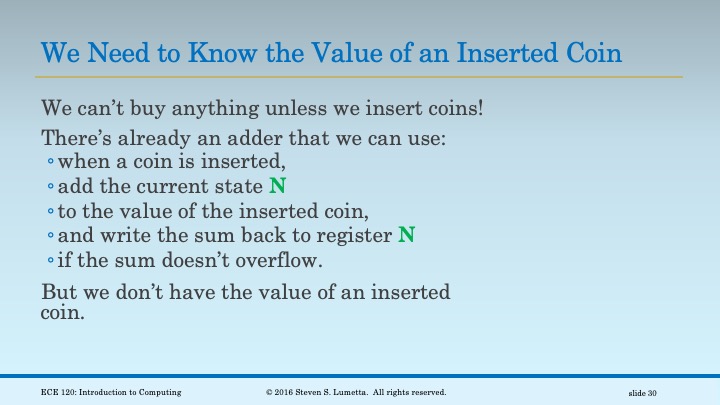 We Need to Know the Value of an Inserted Coin
We can’t buy anything unless we insert coins!
There’s already an adder that we can use:
◦ when a coin is inserted,
◦ add the current state N
◦ to the value of the inserted coin,
◦ and write the sum back to register N
◦ if the sum doesn’t overflow.
But we don’t have the value of an inserted
coin.
ECE 120: Introduction to Computing © 2016 Steven S. Lumetta. All rights reserved. slide 30